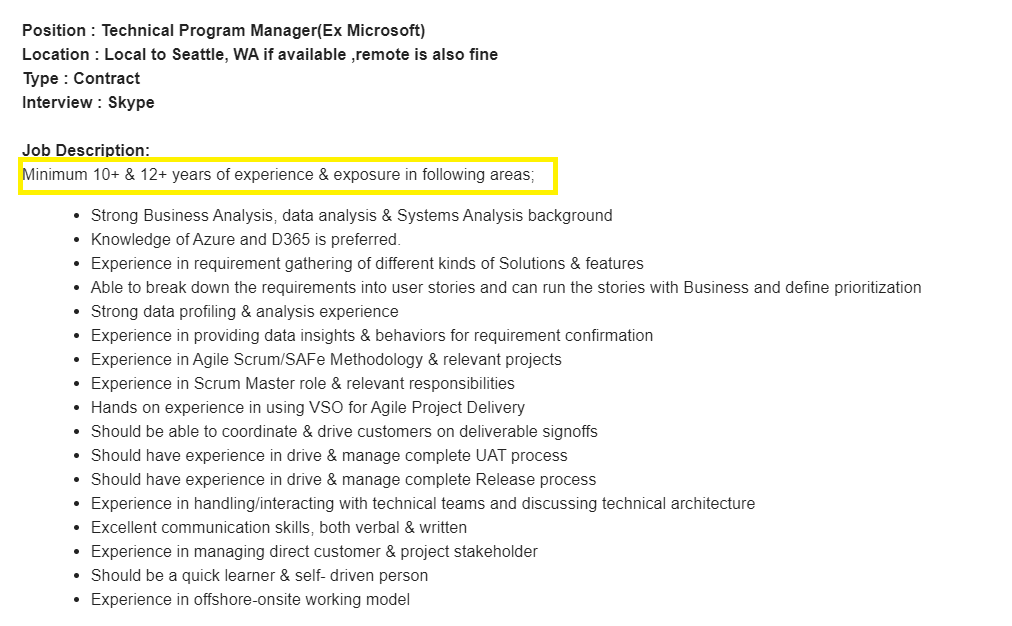 Position : Technical Program Manager(Ex Microsoft)
Location : Local to Seattle, WA if available ,remote is also fine
Type : Contract
Interview : Skype
Job Description:
Minimum 10+ & 12+ years of experience & exposure in following areas;
• Strong Business Analysis, data analysis & Systems Analysis background
• Knowledge of Azure and D365 is preferred.
• Experience in requirement gathering of different kinds of Solutions & features
• Able to break down the requirements into user stories and can run the stories with Business and define prioritization
• Strong data profiling & analysis experience
• Experience in providing data insights & behaviors for requirement confirmation
• Experience in Agile Scrum/SAFe Methodology & relevant projects
• Experience in Scrum Master role & relevant responsibilities
• Hands on experience in using VSO for Agile Project Delivery
• Should be able to coordinate & drive customers on deliverable signoffs
• Should have experience in drive & manage complete UAT process
• Should have experience in drive & manage complete Release process
• Experience in handling/interacting with technical teams and discussing technical architecture
• Excellent communication skills, both verbal & written
• Experience in managing direct customer & project stakeholder
• Should be a quick learner & self- driven person
• Experience in offshore-onsite working model